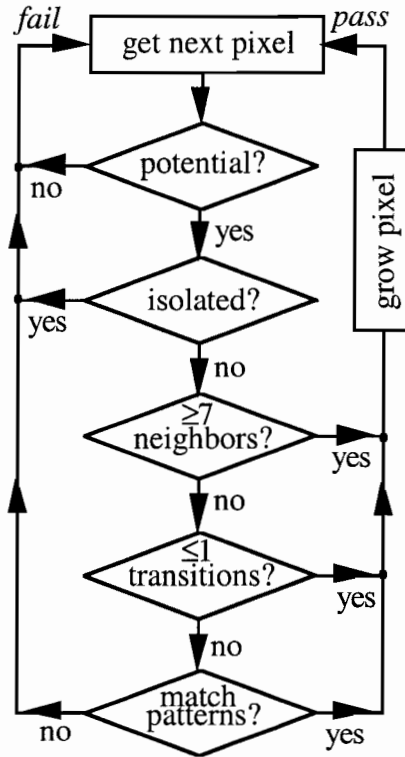 fail
pass
get next pixel
potential?
no
yes
grow pixel
isolated?
yes
no
≥7
neighbors?
yes
no
≤1
transitions?
yes
no
match
patterns?
no
yes